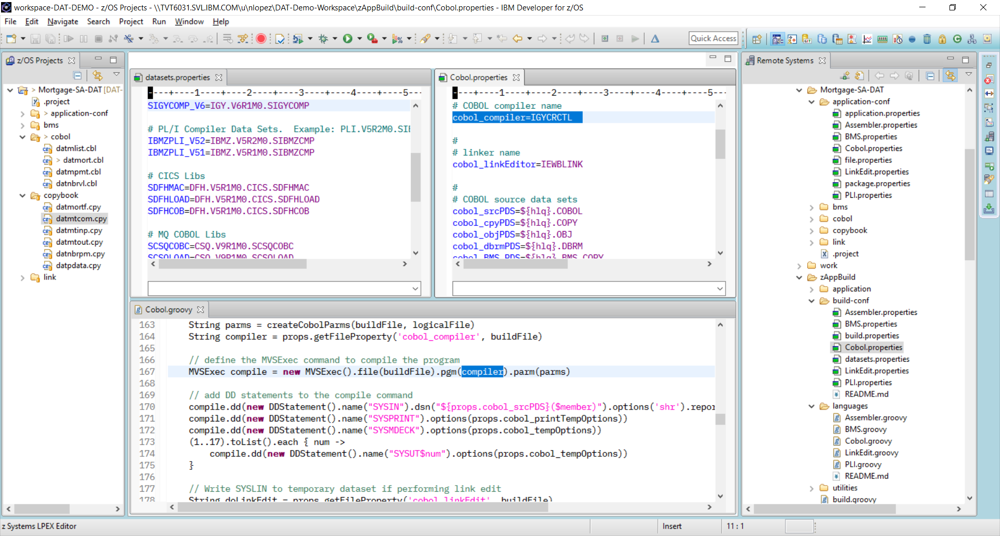 workspace-DAT-DEMO - z/OS Projects - \\TVT6031.SVL.IBM.COM\u\nlopez\DAT-Demo-Workspace\zAppBuild\build-conf\Cobol.properties - IBM Developer for z/OS
File Edit Navigate Search Project Run Window Help
Quick Access
z/OS Projects
> Mortgage-SA-DAT [DAT-
.project
> application-conf
bms
> cobol
datmlist.cbl
> datmort.cbl
datmpmt.cbl
datnbrvl.cbl
copybook
datmortf.cpy
datmtcom.cpy
datmtinp.cpy
datmtout.cpy
datnbrpm.cpy
datpdata.cpy
link
datasets.properties
----+----1----+----2----+----3----+----4----+----5--
SIGYCOMP_V6=IGY.V6R1M0.SIGYCOMP
# PL/I Compiler Data Sets.  Example: PLI.V5R2M0.SIB
IBMZPLI_V52=IBMZ.V5R2M0.SIBMZCMP
IBMZPLI_V51=IBMZ.V5R1M0.SIBMZCMP
# CICS Libs
SDFHMAC=DFH.V5R1M0.CICS.SDFHMAC
SDFHLOAD=DFH.V5R1M0.CICS.SDFHLOAD
SDFHCOB=DFH.V5R1M0.CICS.SDFHCOB
# MQ COBOL Libs
SCSQCOBC=CSQ.V9R1M0.SCSQCOBC
SCSQLOAD=CSQ.V9R1M0.SCSQLOAD
Cobol.properties
----+----1----+----2----+----3----+----4----+----5--
# COBOL compiler name
cobol_compiler=IGYCRCTL
#
# linker name
cobol_linkEditor=IEWBLINK
#
# COBOL source data sets
cobol_srcPDS=${hlq}.COBOL
cobol_cpyPDS=${hlq}.COPY
cobol_objPDS=${hlq}.OBJ
cobol_dbrmPDS=${hlq}.DBRM
cobol_BMS_PDS=${hlq}.BMS.COPY
Cobol.groovy
163 String parms = createCobolParms(buildFile, logicalFile)
164 String compiler = props.getFileProperty('cobol_compiler', buildFile)
165
166 // define the MVSExec command to compile the program
167 MVSExec compile = new MVSExec().file(buildFile).pgm(compiler).parm(parms)
168
169 // add DD statements to the compile command
170 compile.dd(new DDStatement().name("SYSIN").dsn("${props.cobol_srcPDS}($member)").options('shr').repor
171 compile.dd(new DDStatement().name("SYSPRINT").options(props.cobol_printTempOptions))
172 compile.dd(new DDStatement().name("SYSMDECK").options(props.cobol_tempOptions))
173 (1..17).toList().each { num ->
174 compile.dd(new DDStatement().name("SYSUT$num").options(props.cobol_tempOptions))
175 }
176
177 // Write SYSLIN to temporary dataset if performing link edit
178 String doLinkEdit = props.getFileProperty('cobol_linkEdit', buildFile)
Remote Systems
Mortgage-SA-DAT
application-conf
application.properties
Assembler.properties
BMS.properties
Cobol.properties
file.properties
LinkEdit.properties
package.properties
PLI.properties
bms
cobol
copybook
link
.project
work
zAppBuild
application
build-conf
Assembler.properties
BMS.properties
build.properties
Cobol.properties
datasets.properties
LinkEdit.properties
PLI.properties
README.md
languages
Assembler.groovy
BMS.groovy
Cobol.groovy
LinkEdit.groovy
PLI.groovy
README.md
utilities
build.groovy
z Systems LPEX Editor
Insert
11 : 1